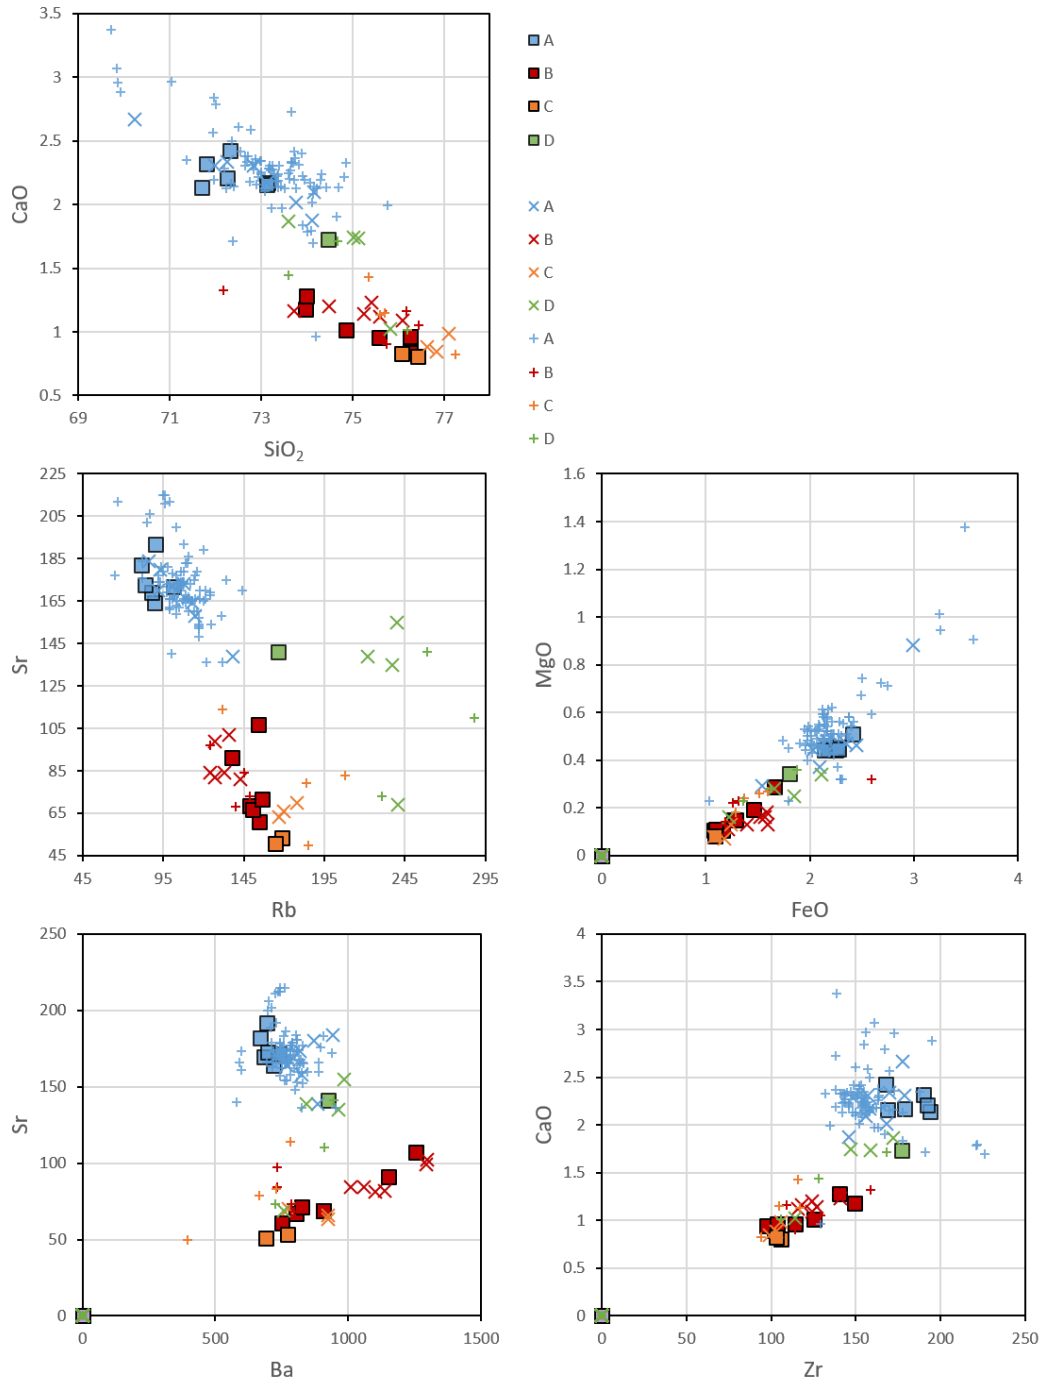 3.5
3
2.5
2
1.5
1
0.5
CaO
69 71 73 75 77
SiO₂
A
B
C
D
A
B
C
D
A
B
C
D
225
205
185
165
145
125
105
85
65
45
Sr
45 95 145 195 245 295
Rb
1.6
1.4
1.2
1
0.8
0.6
0.4
0.2
0
MgO
0 1 2 3 4
FeO
250
200
150
100
50
0
Sr
0 500 1000 1500
Ba
4
3.5
3
2.5
2
1.5
1
0.5
0
CaO
0 50 100 150 200 250
Zr